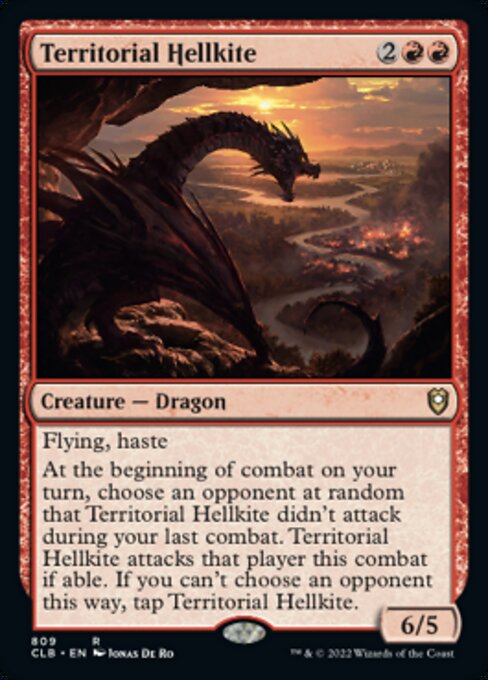 Territorial Hellkite 2
Creature — Dragon
Flying, haste
At the beginning of combat on your
turn, choose an opponent at random
that Territorial Hellkite didn't attack
during your last combat. Territorial
Hellkite attacks that player this combat
if able. If you can't choose an opponent
this way, tap Territorial Hellkite.
6/5
809 R
CLB • EN Jonas De Ro
™ & © 2022 Wizards of the Coast